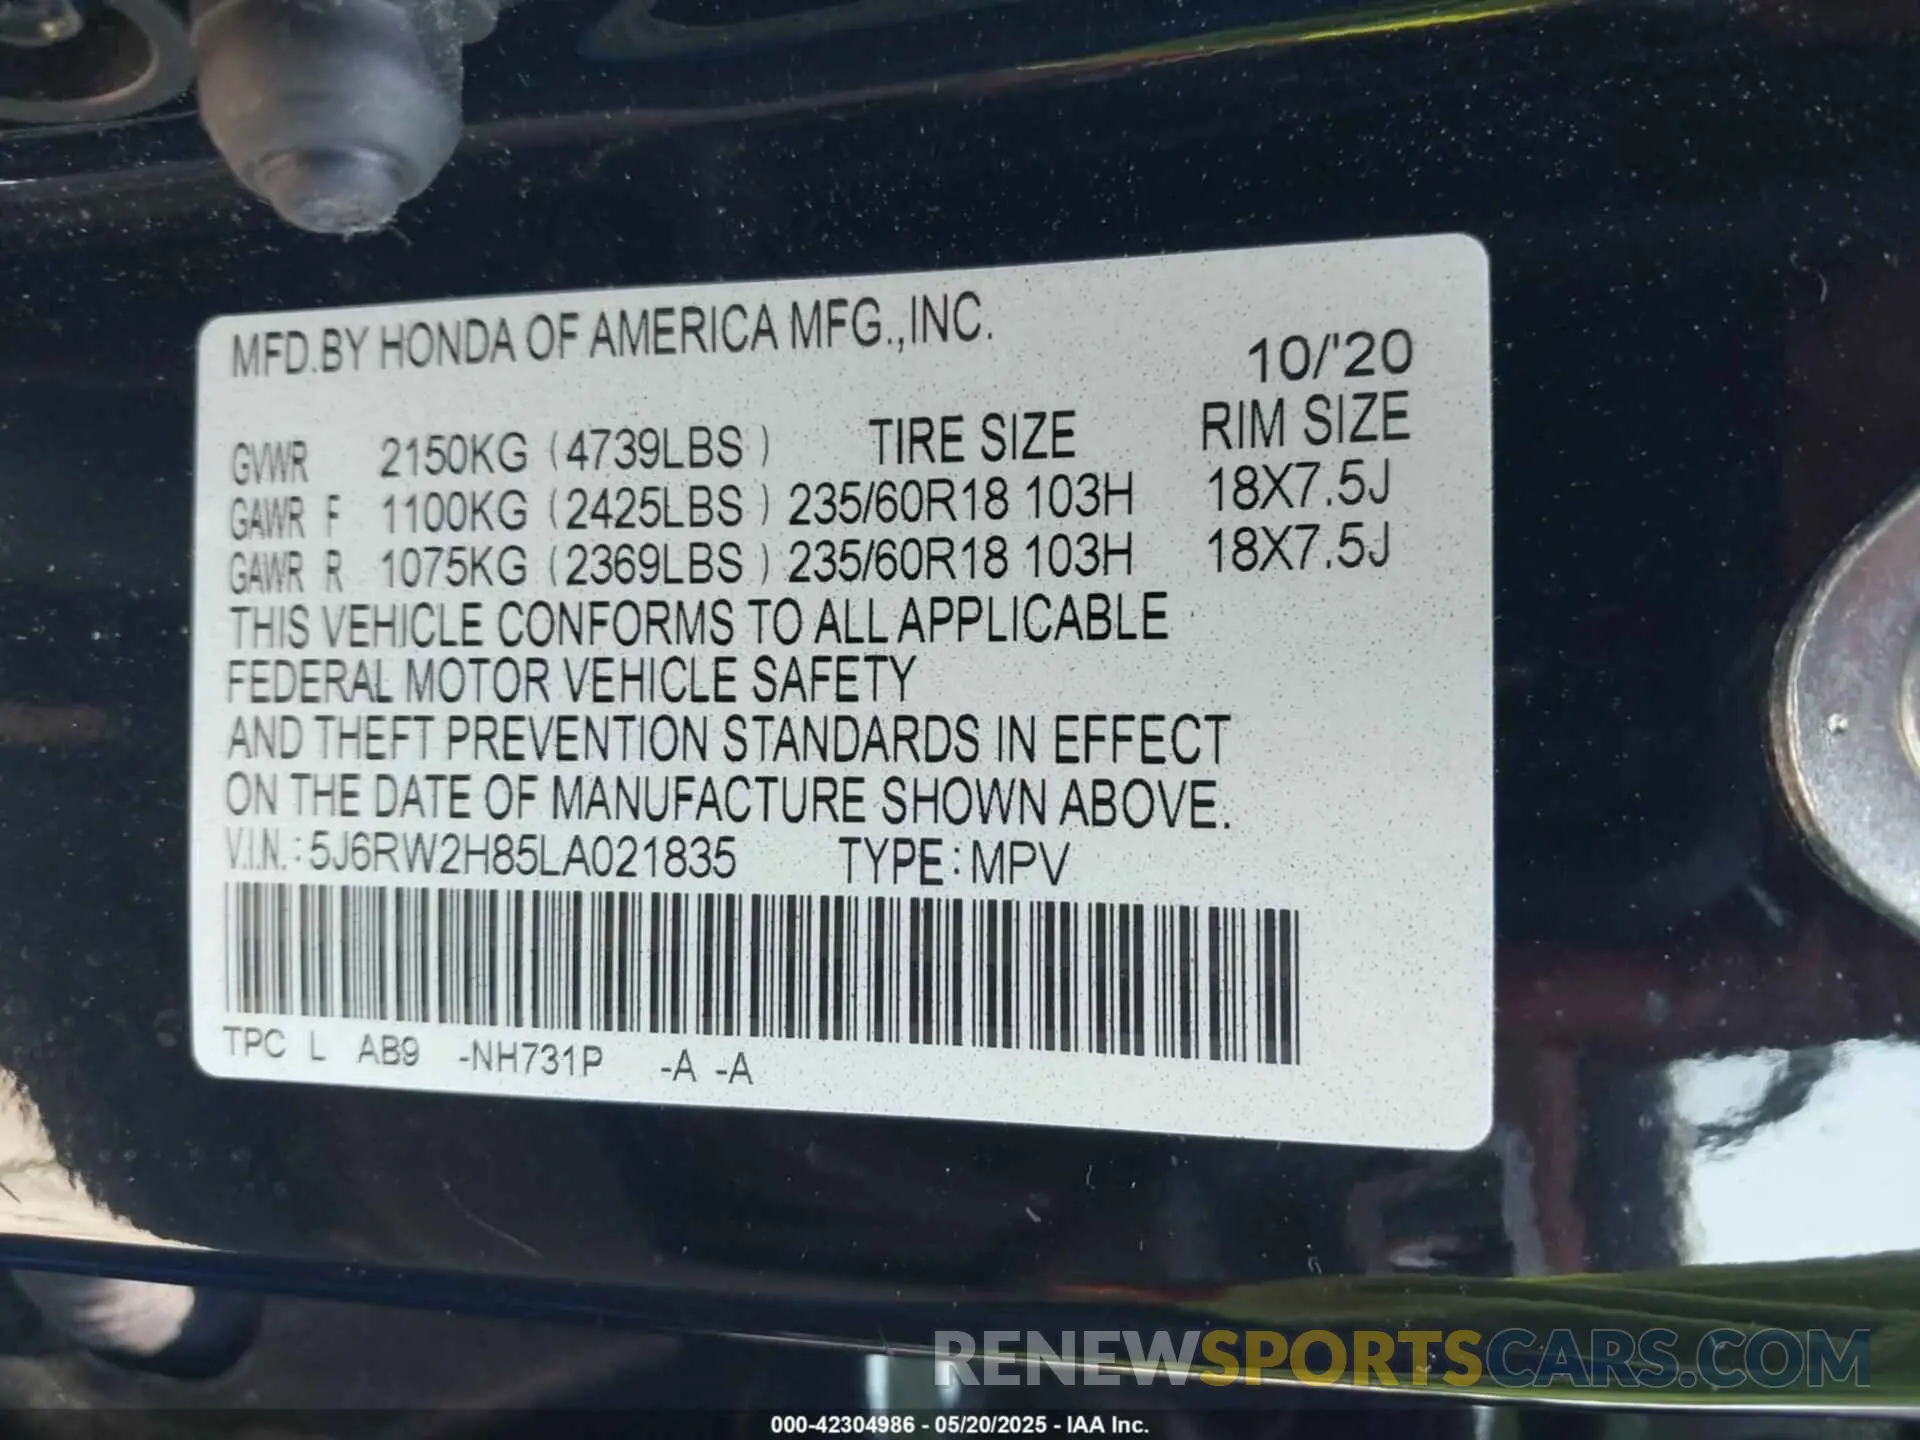 MFD.BY HONDA OF AMERICA MFG.,INC.
10/'20
GVWR 2150KG (4739LBS) TIRE SIZE RIM SIZE
GAWR F 1100KG (2425LBS) 235/60R18 103H 18X7.5J
GAWR R 1075KG (2369LBS) 235/60R18 103H 18X7.5J
THIS VEHICLE CONFORMS TO ALL APPLICABLE
FEDERAL MOTOR VEHICLE SAFETY
AND THEFT PREVENTION STANDARDS IN EFFECT
ON THE DATE OF MANUFACTURE SHOWN ABOVE.
V.I.N.: 5J6RW2H85LA021835 TYPE: MPV
TPC L AB9 -NH731P -A -A
RENEWSPORTSCARS.COM
000-42304986 - 05/20/2025 - IAA Inc.